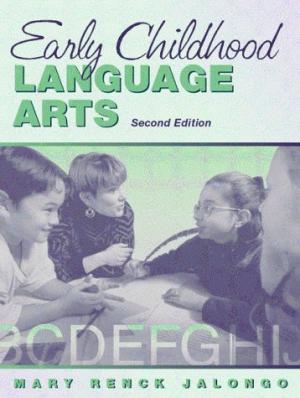 Early Childhood
LANGUAGE
ARTS Second Edition
BCDEFGHIJ
MARY RENCK JALONGO